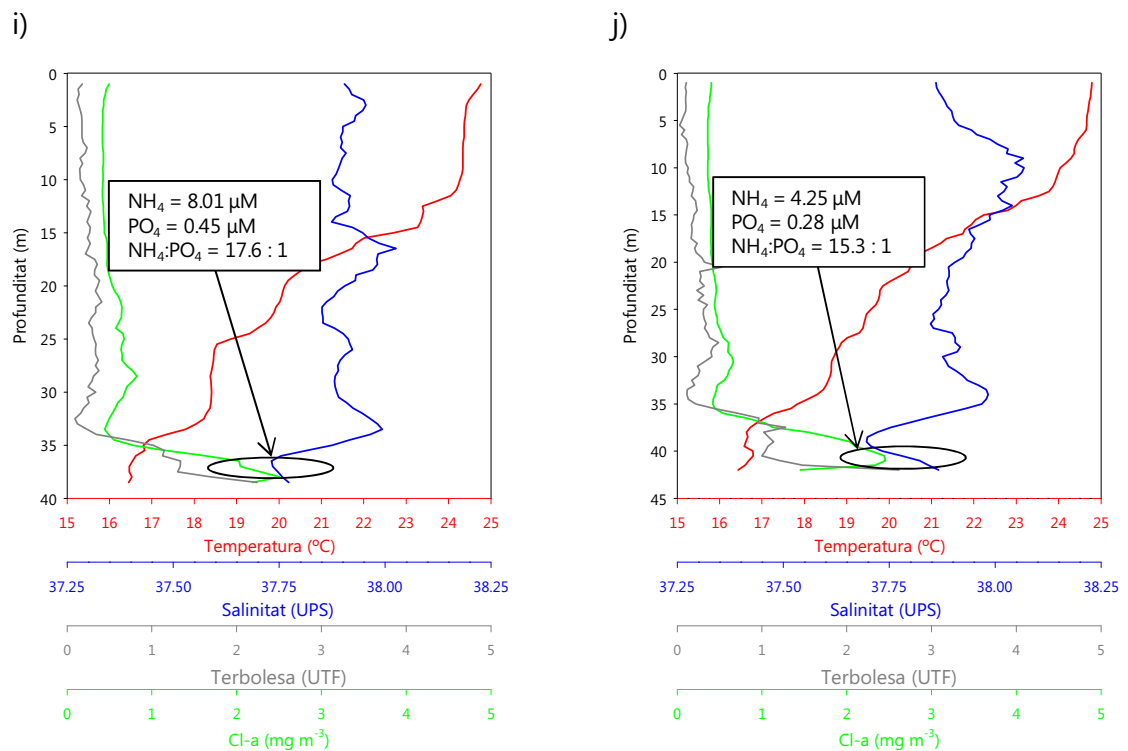 i)
0
5
10
15
20
25
30
35
40
Profunditat (m)
NH₄ = 8.01 µM
PO₄ = 0.45 µM
NH₄:PO₄ = 17.6 : 1
15 16 17 18 19 20 21 22 23 24 25
Temperatura (ºC)
37.25 37.50 37.75 38.00 38.25
Salinitat (UPS)
0 1 2 3 4 5
Terbolesa (UTF)
0 1 2 3 4 5
Cl-a (mg m⁻³)
j)
0
5
10
15
20
25
30
35
40
45
Profunditat (m)
NH₄ = 4.25 µM
PO₄ = 0.28 µM
NH₄:PO₄ = 15.3 : 1
15 16 17 18 19 20 21 22 23 24 25
Temperatura (ºC)
37.25 37.50 37.75 38.00 38.25
Salinitat (UPS)
0 1 2 3 4 5
Terbolesa (UTF)
0 1 2 3 4 5
Cl-a (mg m⁻³)